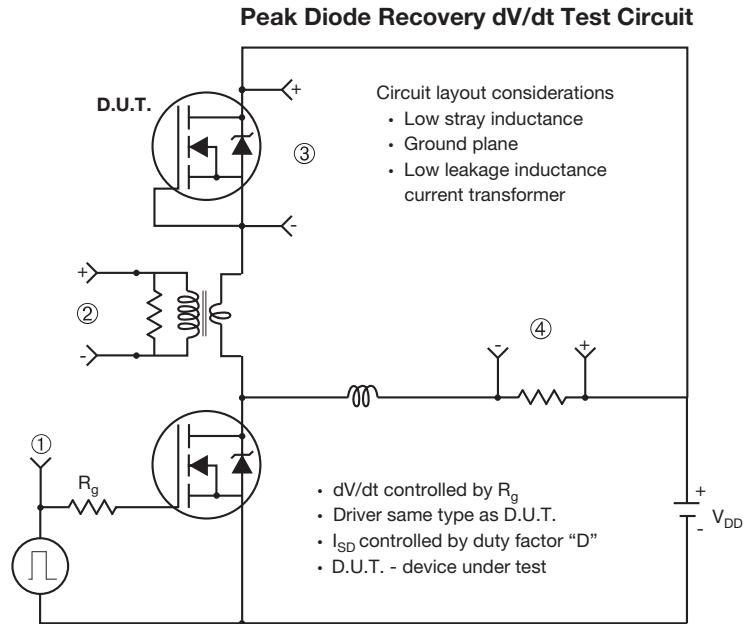 Peak Diode Recovery dV/dt Test Circuit
D.U.T.
+
Circuit layout considerations
• Low stray inductance
• Ground plane
• Low leakage inductance
current transformer
③
-
+
②
-
④
- +
①
Rg
• dV/dt controlled by Rg
• Driver same type as D.U.T.
• ISD controlled by duty factor “D”
• D.U.T. - device under test
+
VDD
-